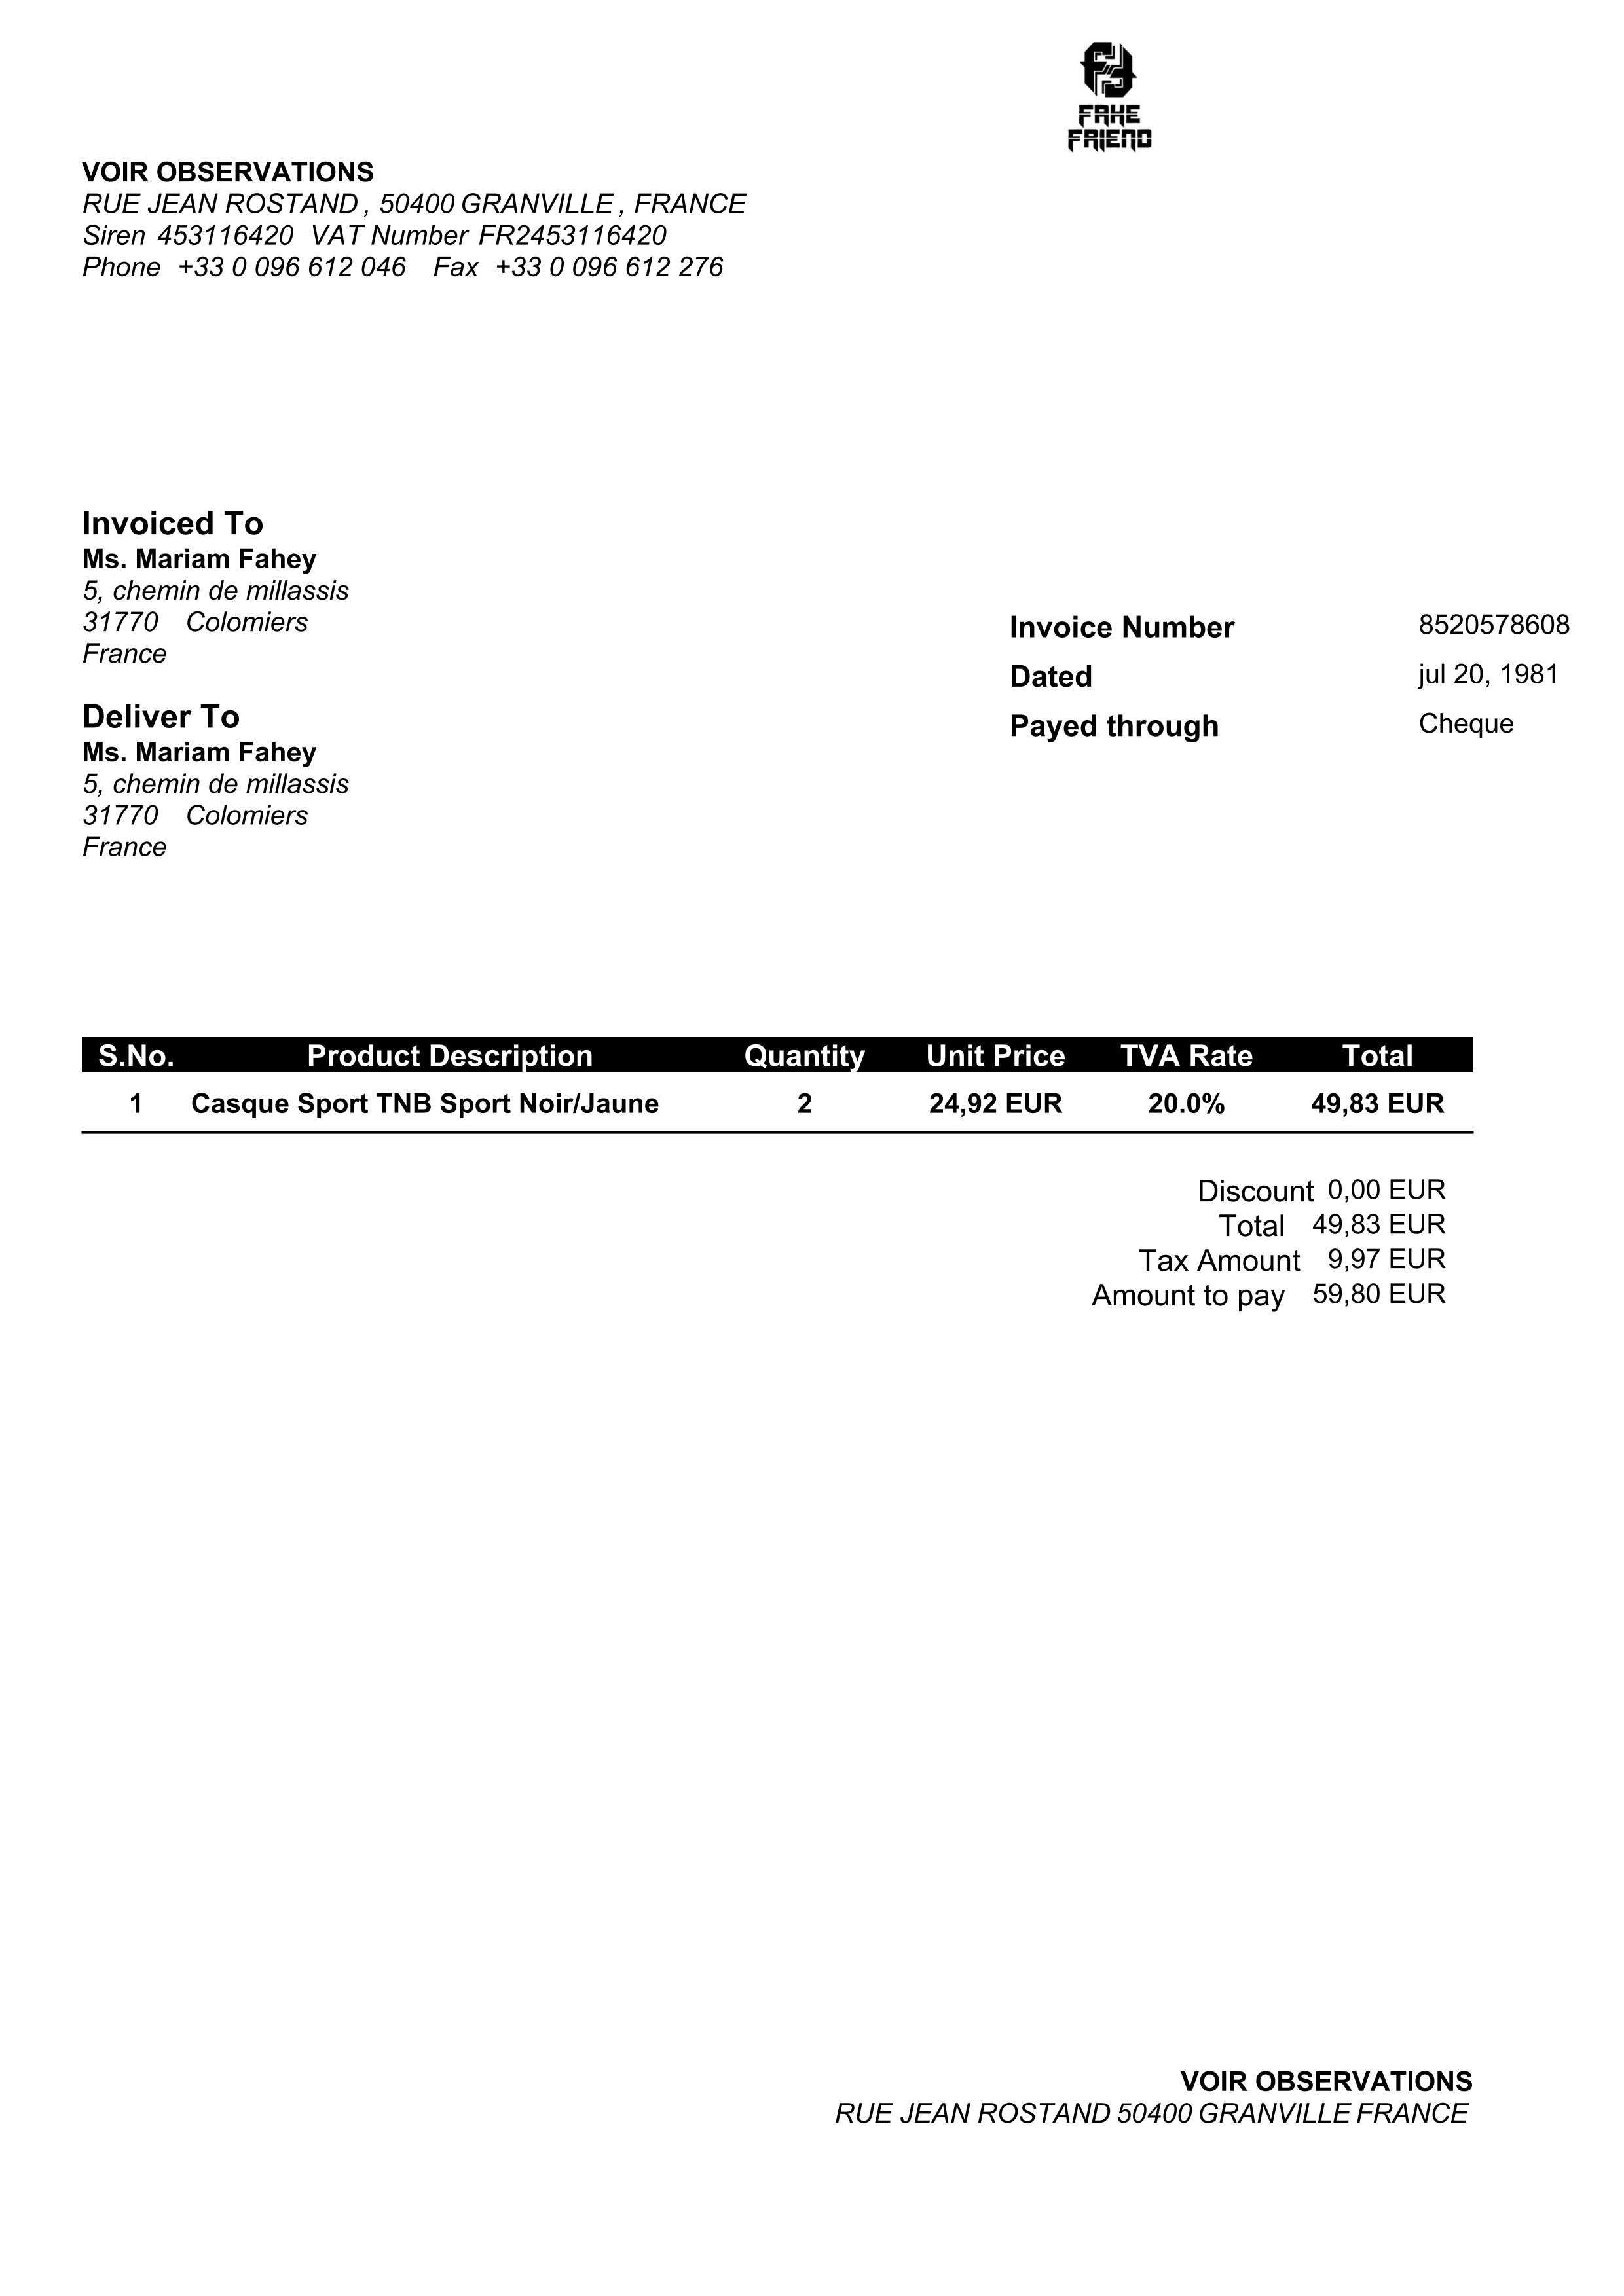 FAKE
FRIEND
VOIR OBSERVATIONS
RUE JEAN ROSTAND , 50400 GRANVILLE , FRANCE
Siren 453116420 VAT Number FR2453116420
Phone +33 0 096 612 046 Fax +33 0 096 612 276
Invoiced To
Ms. Mariam Fahey
5, chemin de millassis
31770 Colomiers
France
Invoice Number 8520578608
Dated jul 20, 1981
Payed through Cheque
Deliver To
Ms. Mariam Fahey
5, chemin de millassis
31770 Colomiers
France
S.No. Product Description Quantity Unit Price TVA Rate Total
1 Casque Sport TNB Sport Noir/Jaune 2 24,92 EUR 20.0% 49,83 EUR
Discount 0,00 EUR
Total 49,83 EUR
Tax Amount 9,97 EUR
Amount to pay 59,80 EUR
VOIR OBSERVATIONS
RUE JEAN ROSTAND 50400 GRANVILLE FRANCE